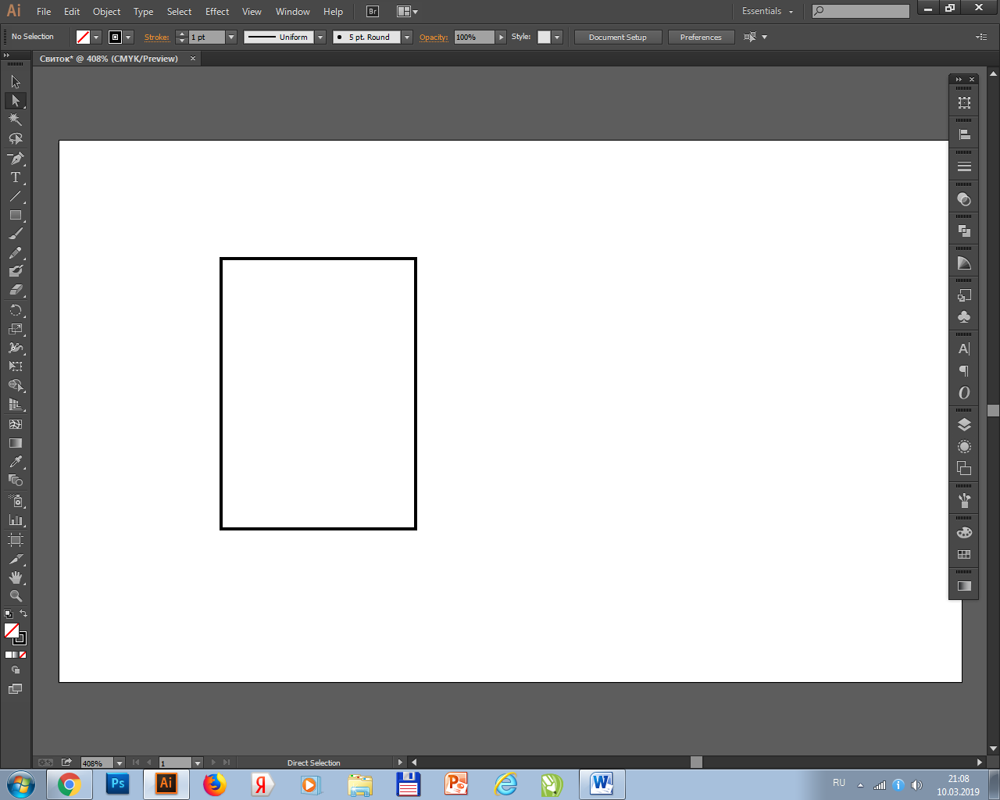 Ai File Edit Object Type Select Effect View Window Help Br Essentials
No Selection Stroke: 1 pt Uniform 5 pt. Round Opacity: 100% Style: Document Setup Preferences
Свиток* @ 408% (CMYK/Preview)
408% 1 Direct Selection
Ps Ai Я P W RU 21:08
10.03.2019